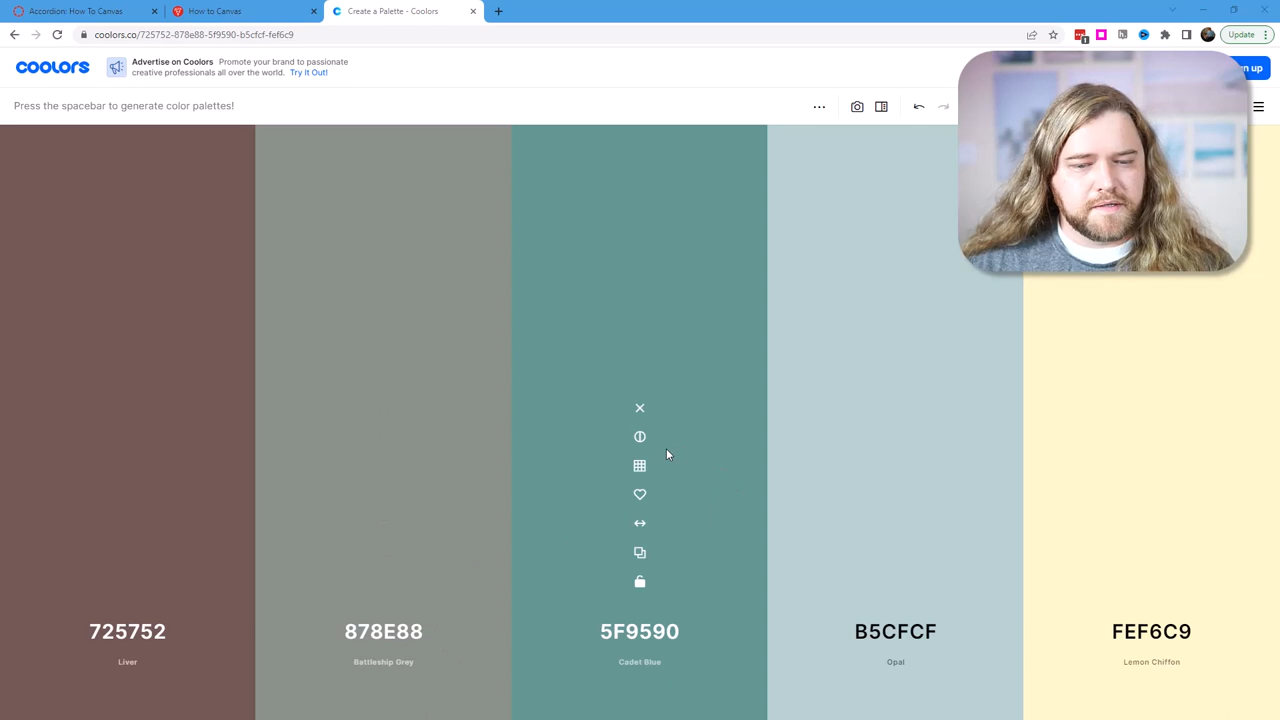 Accordion: How To Canvas
How to Canvas
Create a Palette - Coolors
coolors.co/725752-878e88-5f9590-b5cfcf-fef6c9
1
Update
coolors
Advertise on Coolors Promote your brand to passionate
creative professionals all over the world. Try It Out!
n up
Press the spacebar to generate color palettes!
725752
878E88
5F9590
B5CFCF
FEF6C9
Liver
Battleship Grey
Cadet Blue
Opal
Lemon Chiffon